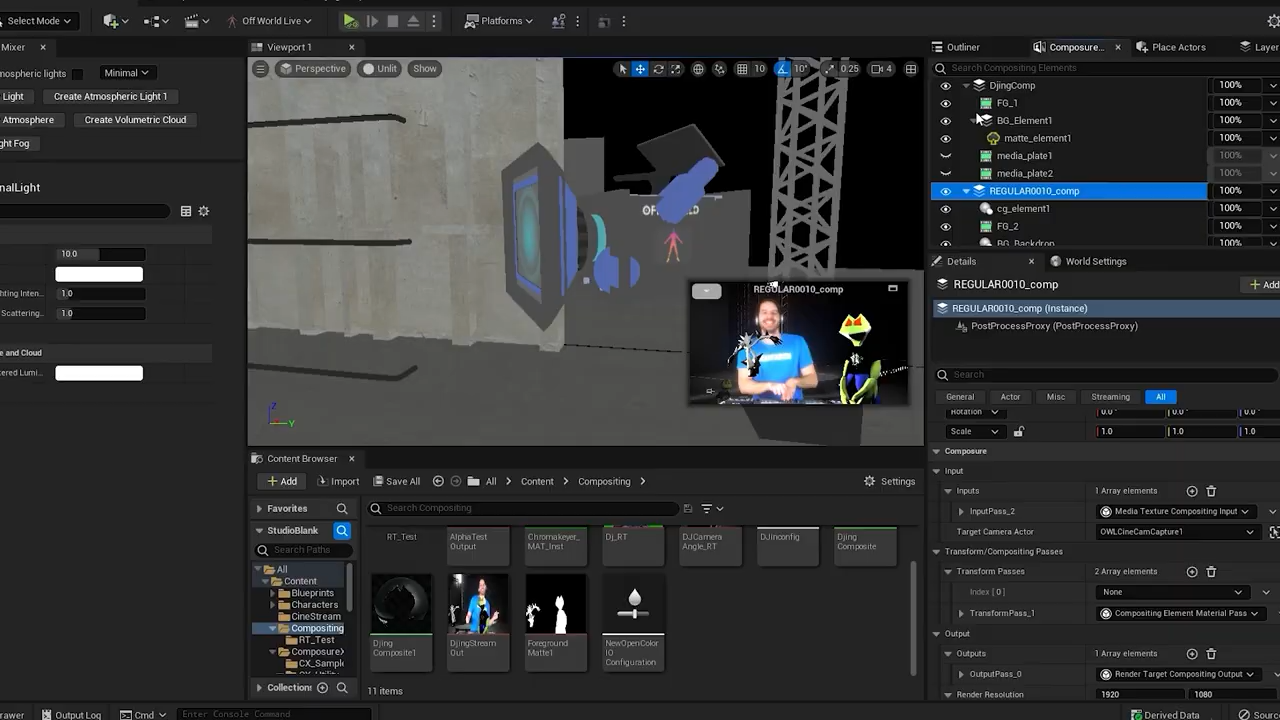 Select Mode
Off World Live
Platforms
Mixer
Viewport 1
Outliner
Composure...
Place Actors
Layer
mospheric lights
Minimal
Perspective
Unlit
Show
10
10°
0.25
4
Search Composing Elements
Light
Create Atmospheric Light 1
DjingComp
100%
FG_1
100%
Atmosphere
Create Volumetric Cloud
BG_Element1
100%
ght Fog
matte_element1
100%
media_plate1
100%
media_plate2
100%
nalLight
REGULAR0010_comp
100%
cg_element1
100%
FG_2
100%
BG_Backdrop
100%
10.0
Details
World Settings
REGULAR0010_comp
Add
hting Inten..
1.0
REGULAR0010_comp
REGULAR0010_comp (Instance)
Scattering..
1.0
PostProcessProxy (PostProcessProxy)
e and Cloud
Search
ered Lumi..
General
Actor
Misc
Streaming
All
Z
Y
Rotation
0.0°
0.0°
0.0°
Scale
1.0
1.0
1.0
Composure
Content Browser
Input
Add
Import
Save All
All
Content
Compositing
Settings
Inputs
1 Array elements
Favorites
Search Compositing
InputPass_2
Media Texture Compositing Input
StudioBlank
RT_Test
AlphaTest
Output
Chromakeyer_
MAT_Inst
Dj_RT
DJCamera
Angle_RT
DJInconfig
Djing
Composite
Target Camera Actor
OWLCineCamCapture1
Search Paths
Transform/Compositing Passes
All
Content
Transform Passes
2 Array elements
Blueprints
Index [ 0 ]
None
Characters
CineStream
TransformPass_1
Compositing Element Material Pass
Compositing
RT_Test
Output
ComposureX
Djing
Composite1
DjingStream
Out
Foreground
Matte1
NewOpenColor
IO
Configuration
Outputs
1 Array elements
CX_Sample
OutputPass_0
Render Target Compositing Output
Collections
11 items
Render Resolution
1920
1080
rawer
Output Log
Cmd
Enter Console Command
Derived Data
Sourc